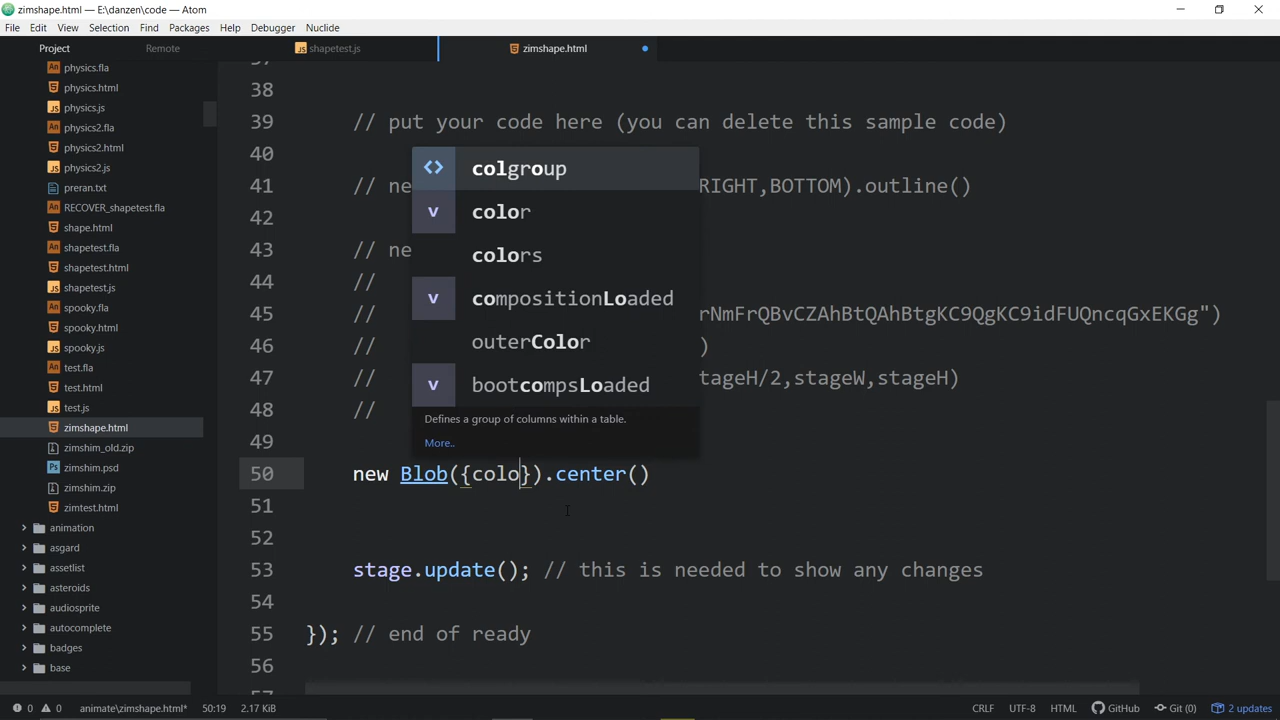 zimshape.html — E:\danzen\code — Atom
File Edit View Selection Find Packages Help Debugger Nuclide
Project Remote
shapetest.js
zimshape.html
physics.fla
physics.html
physics.js
physics2.fla
physics2.html
physics2.js
preran.txt
RECOVER_shapetest.fla
shape.html
shapetest.fla
shapetest.html
shapetest.js
spooky.fla
spooky.html
spooky.js
test.fla
test.html
test.js
zimshape.html
zimshim_old.zip
zimshim.psd
zimshim.zip
zimtest.html
animation
asgard
assetlist
asteroids
audiosprite
autocomplete
badges
base
38
39 // put your code here (you can delete this sample code)
40
41 // ne RIGHT,BOTTOM).outline()
42
43 // ne
44 //
45 // rNmFrQBvCZAhBtQAhBtgKC9QgKC9idFUQncqGxEKGg")
46 // )
47 // tageH/2,stageW,stageH)
48 //
49
50 new Blob({colo}).center()
51
52
53 stage.update(); // this is needed to show any changes
54
55 }); // end of ready
56
<> colgroup
v color
colors
v compositionLoaded
outerColor
v bootcompsLoaded
Defines a group of columns within a table.
More..
0 0 animate\zimshape.html* 50:19 2.17 KiB CRLF UTF-8 HTML GitHub Git (0) 2 updates